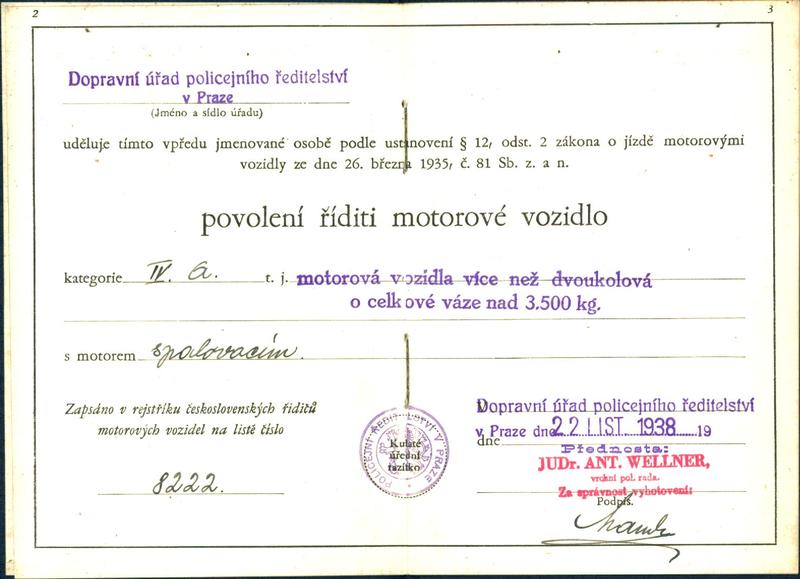 2
3
Dopravní úřad policejního ředitelství
v Praze
(Jméno a sídlo úřadu)
uděluje tímto vpředu jmenované osobě podle ustanovení § 12, odst. 2 zákona o jízdě motorovými
vozidly ze dne 26. března 1935, č. 81 Sb. z. a n.
povolení říditi motorové vozidlo
kategorie IV. a. t. j. motorová vozidla více než dvoukolová
o celkové váze nad 3.500 kg.
s motorem spalovacím.
Zapsáno v rejstříku československých řidičů
motorových vozidel na listě číslo
8222.
POLICEJNÍ ŘEDITELSTVÍ V PRAZE
Kulaté
úřední
razítko
V Dopravní úřad policejního ředitelství
v Praze dne 22 LIST. 1938 19
dne
Přednosta:
JUDr. ANT. WELLNER,
vrchní pol. rada.
Za správnost vyhotovení:
Podpis.